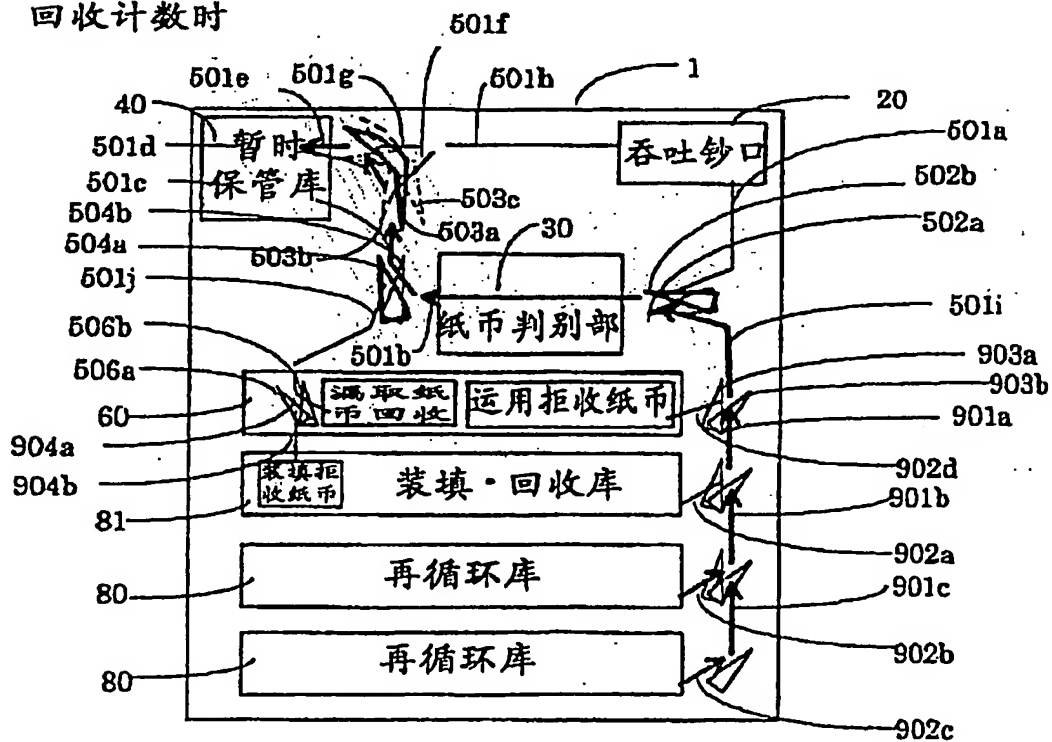 回收计数时
501f
501e
501g
501h
1
40
20
501d
暂时
保管库
吞吐钞口
501a
501c
502b
504b
503c
502a
504a
503b
503a
30
501j
纸币判别部
501i
506b
501b
903a
506a
903b
60
漏取纸
币回收
运用拒收纸币
901a
904a
902d
904b
装填拒
收纸币
装填·回收库
901b
81
902a
80
再循环库
901c
902b
80
再循环库
902c